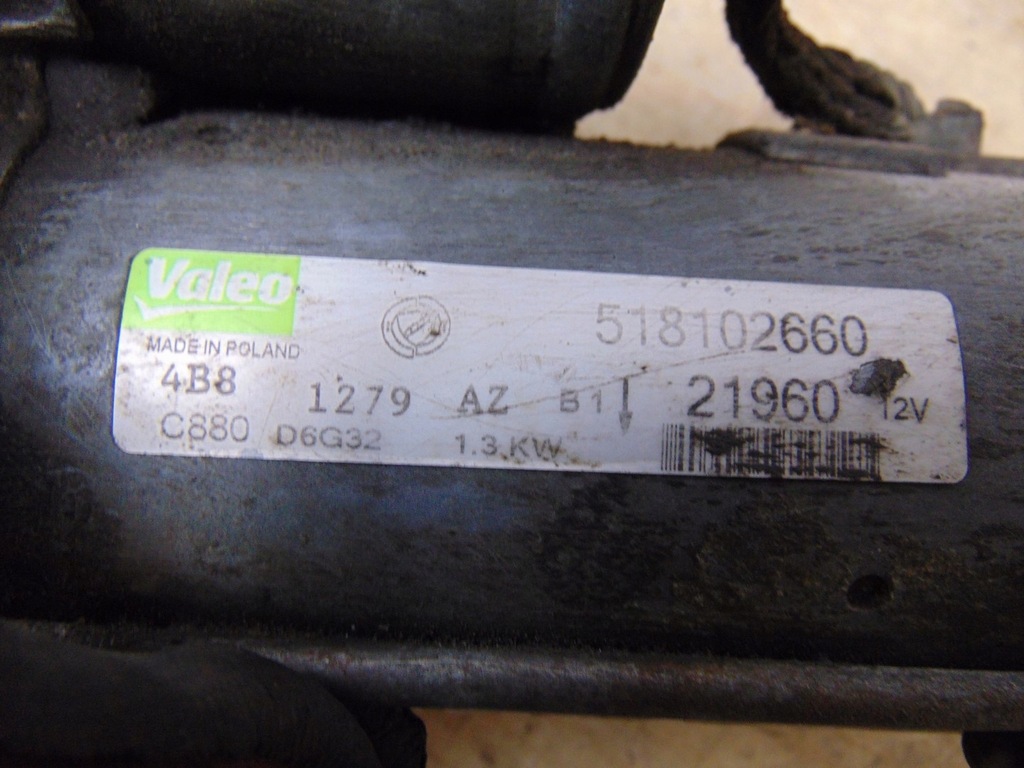 Valeo
MADE IN POLAND
518102660
4B8 1279 AZ B1 21960 12V
C880 D6G32 1.3 KW